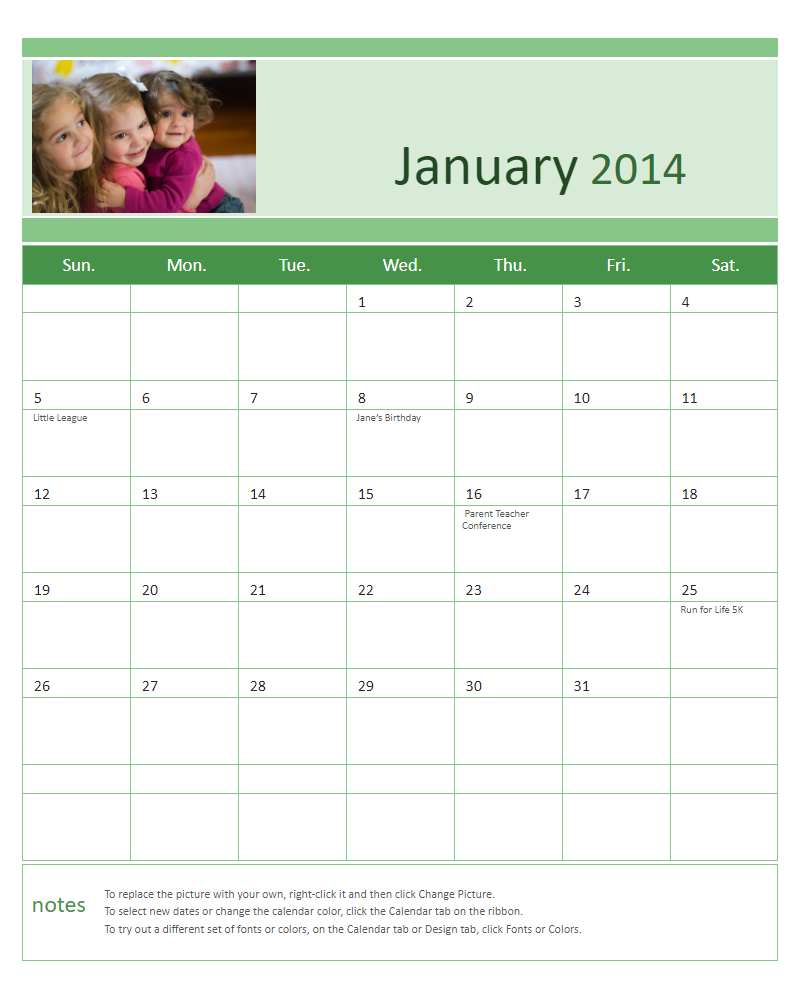 January 2014
Sun. Mon. Tue. Wed. Thu. Fri. Sat.
1 2 3 4
5 6 7 8 9 10 11
Little League Jane's Birthday
12 13 14 15 16 17 18
Parent Teacher
Conference
19 20 21 22 23 24 25
Run for Life 5K
26 27 28 29 30 31
notes
To replace the picture with your own, right-click it and then click Change Picture.
To select new dates or change the calendar color, click the Calendar tab on the ribbon.
To try out a different set of fonts or colors, on the Calendar tab or Design tab, click Fonts or Colors.